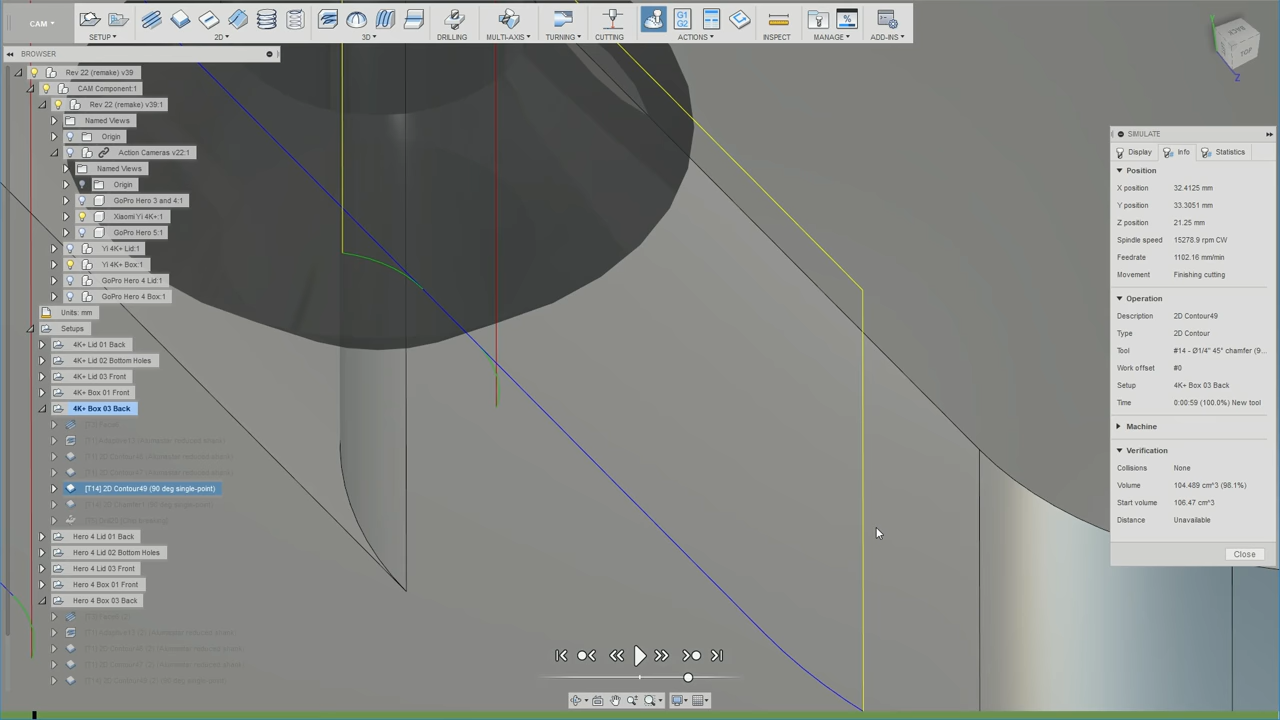 CAM
SETUP
2D
3D
DRILLING
MULTI-AXIS
TURNING
CUTTING
G1
G2
ACTIONS
INSPECT
MANAGE
ADD-INS
BACK
TOP
Z
BROWSER
Rev 22 (remake) v39
CAM Component:1
Rev 22 (remake) v39:1
Named Views
Origin
Action Cameras v22:1
Named Views
Origin
GoPro Hero 3 and 4:1
Xiaomi Yi 4K+:1
GoPro Hero 5:1
Yi 4K+ Lid:1
Yi 4K+ Box:1
GoPro Hero 4 Lid:1
GoPro Hero 4 Box:1
Units: mm
Setups
4K+ Lid 01 Back
4K+ Lid 02 Bottom Holes
4K+ Lid 03 Front
4K+ Box 01 Front
4K+ Box 03 Back
[T14] 2D Contour49 (90 deg single-point)
Hero 4 Lid 01 Back
Hero 4 Lid 02 Bottom Holes
Hero 4 Lid 03 Front
Hero 4 Box 01 Front
Hero 4 Box 03 Back
SIMULATE
Display
Info
Statistics
Position
X position 32.4125 mm
Y position 33.3051 mm
Z position 21.25 mm
Spindle speed 15278.9 rpm CW
Feedrate 1102.16 mm/min
Movement Finishing cutting
Operation
Description 2D Contour49
Type 2D Contour
Tool #14 - Ø1/4" 45° chamfer (9...
Work offset #0
Setup 4K+ Box 03 Back
Time 0:00:59 (100.0%) New tool
Machine
Verification
Collisions None
Volume 104.489 cm^3 (98.1%)
Start volume 106.47 cm^3
Distance Unavailable
Close